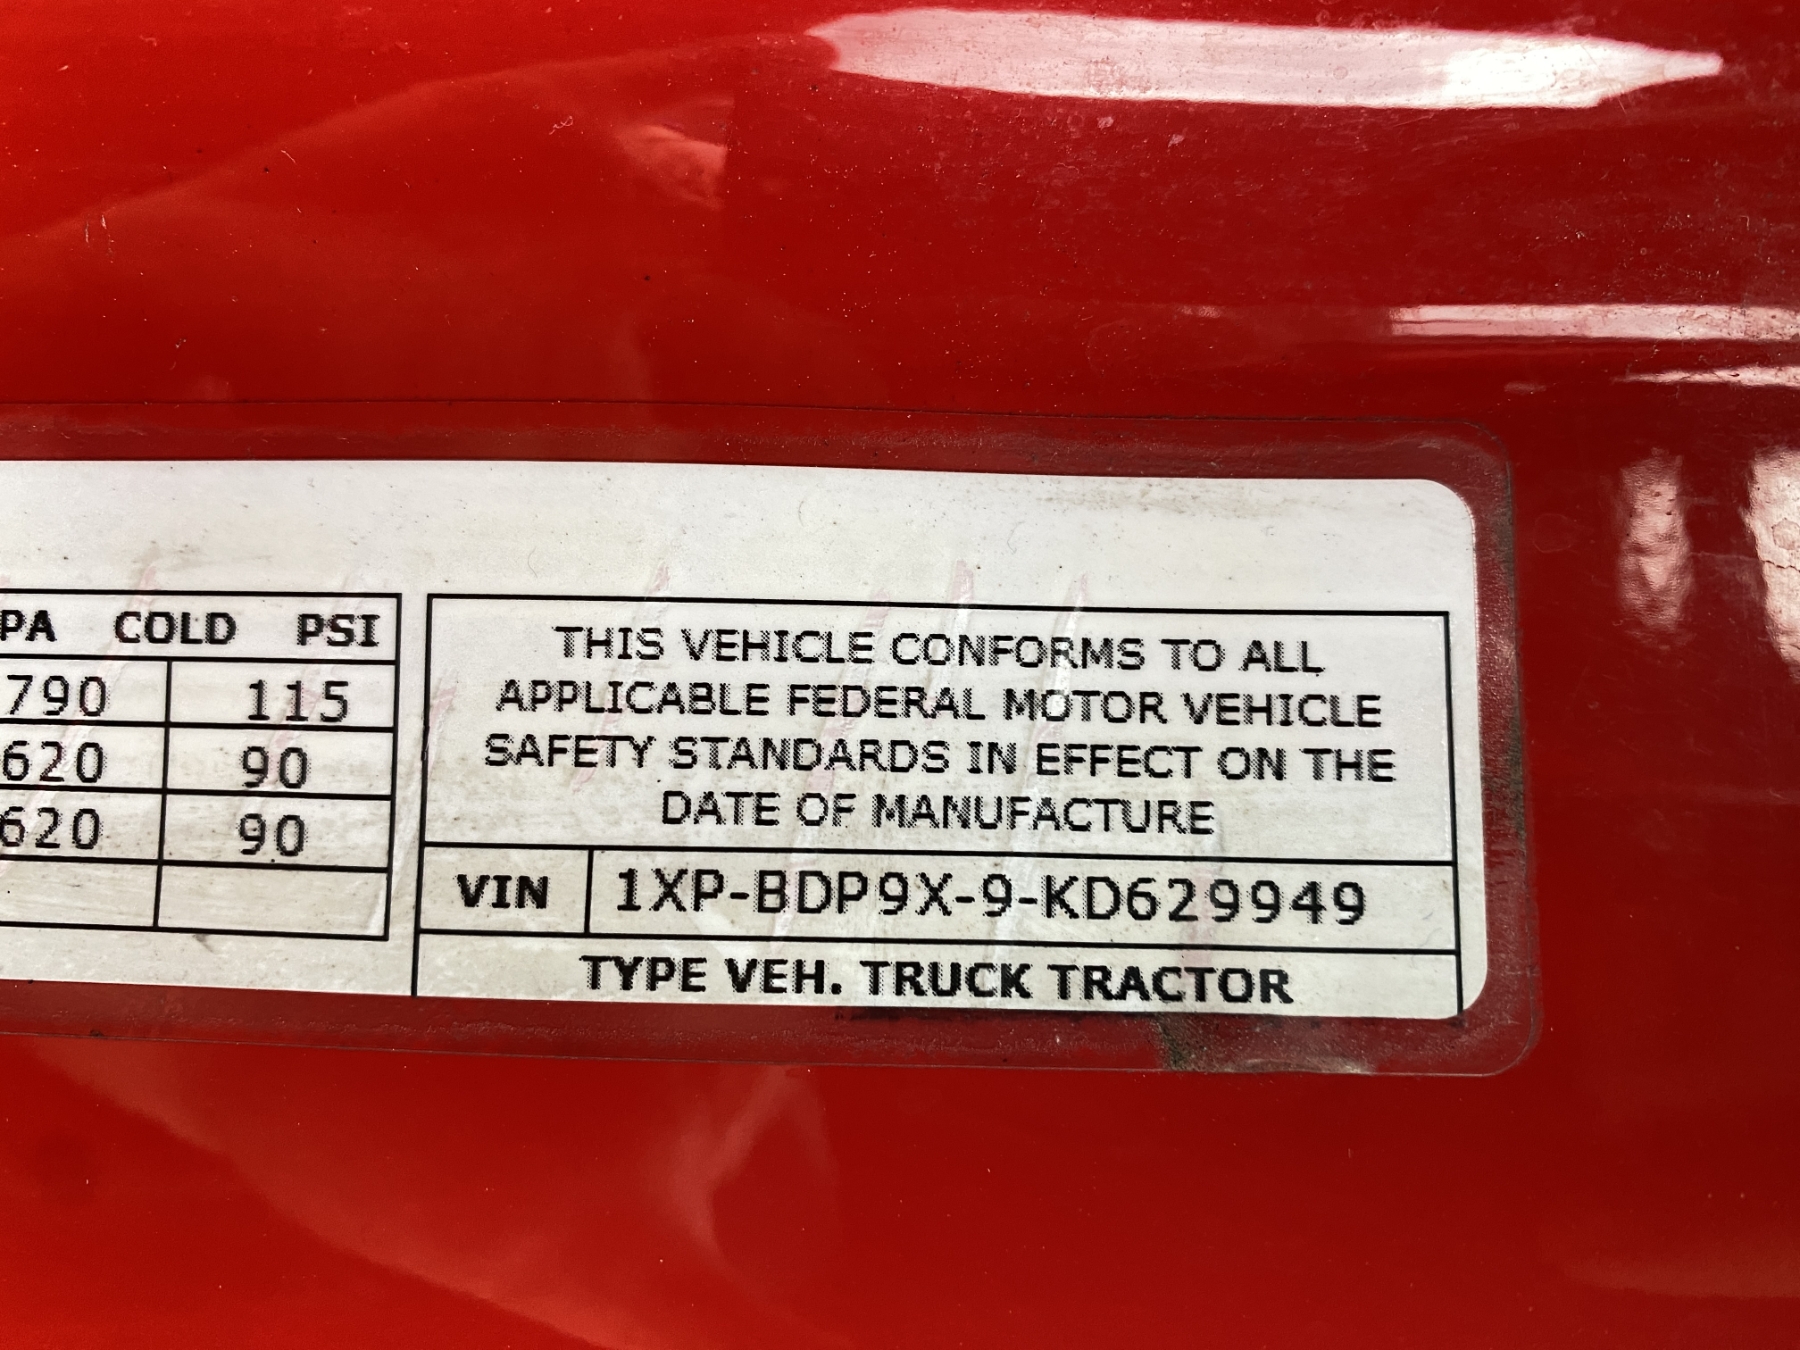 PA COLD PSI
790 115
620 90
620 90
THIS VEHICLE CONFORMS TO ALL
APPLICABLE FEDERAL MOTOR VEHICLE
SAFETY STANDARDS IN EFFECT ON THE
DATE OF MANUFACTURE
VIN 1XP-BDP9X-9-KD629949
TYPE VEH. TRUCK TRACTOR